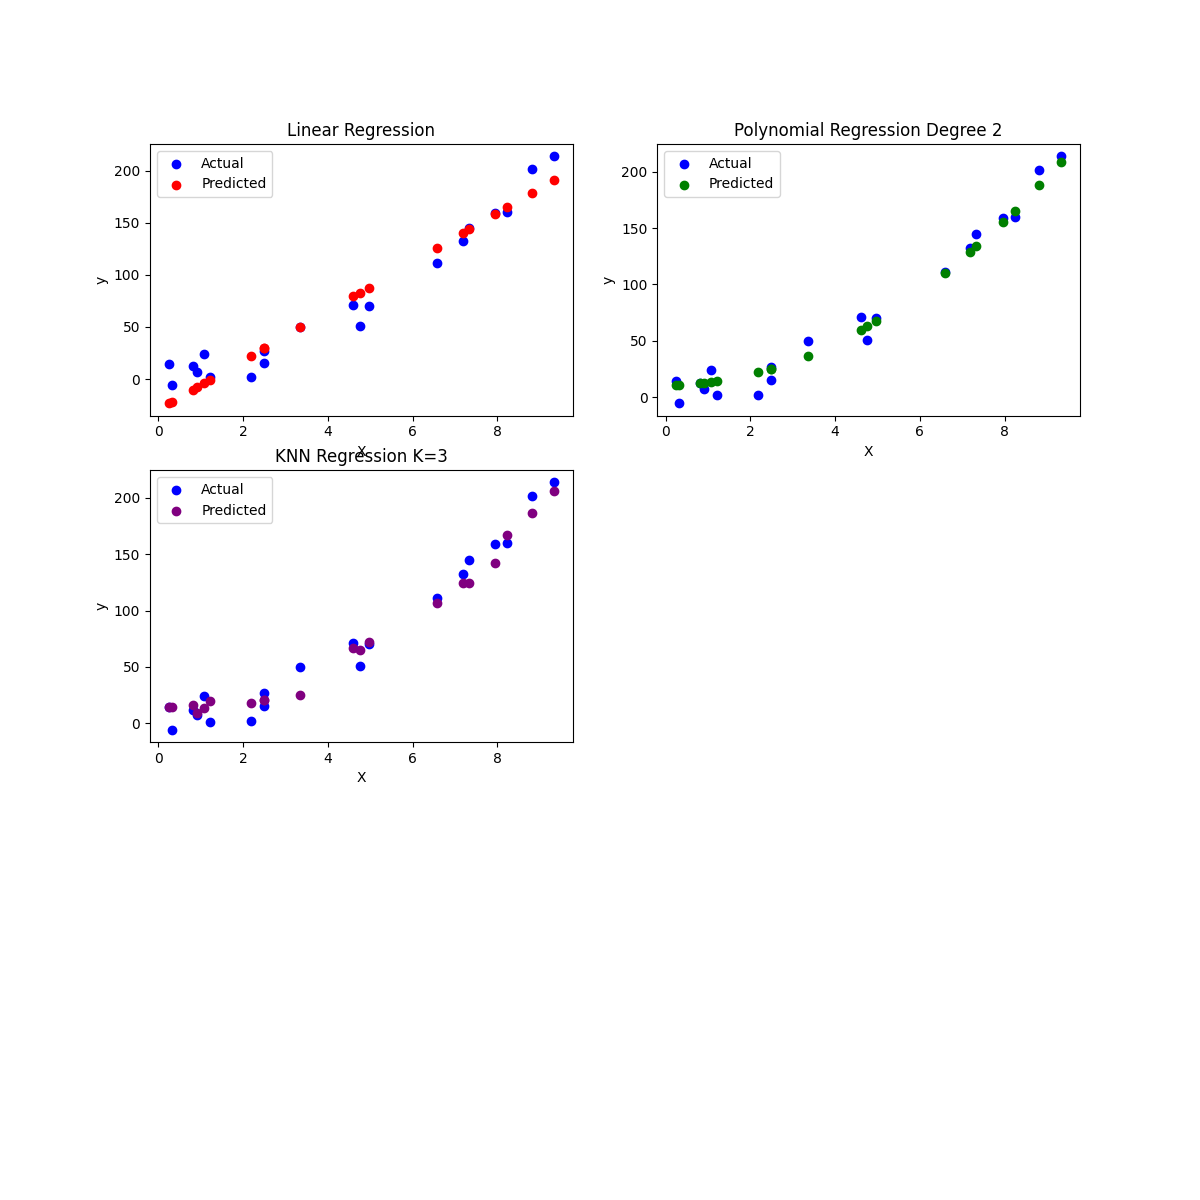 Linear Regression
Actual
Predicted
200
150
100
50
0
y
0 2 4 6 8
X
Polynomial Regression Degree 2
Actual
Predicted
200
150
100
50
0
y
0 2 4 6 8
X
KNN Regression K=3
Actual
Predicted
200
150
100
50
0
y
0 2 4 6 8
X